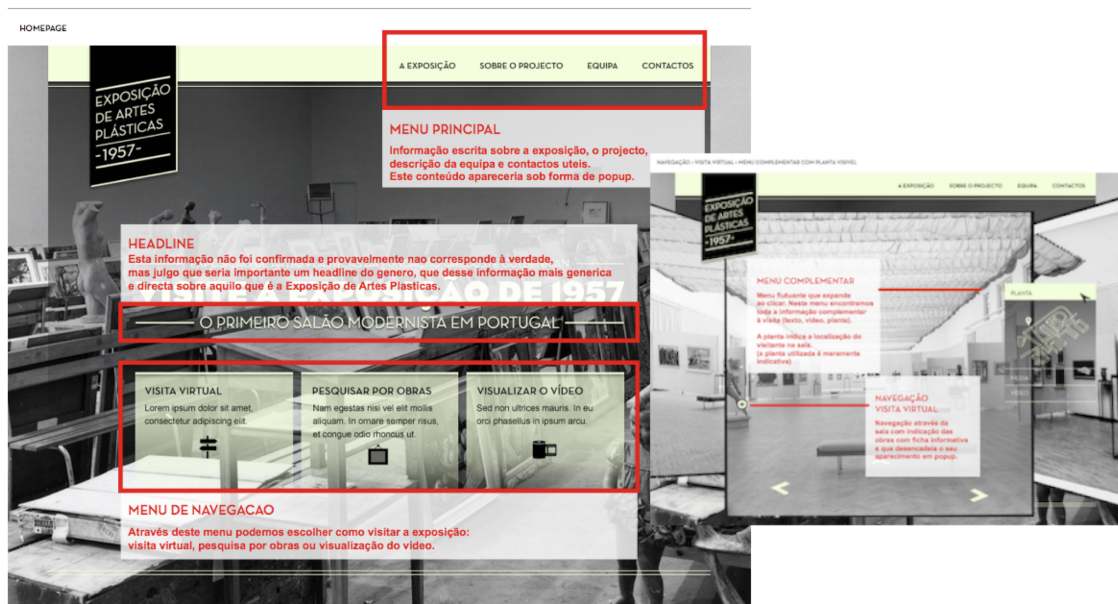 HOMEPAGE
A EXPOSIÇÃO SOBRE O PROJECTO EQUIPA CONTACTOS
EXPOSIÇÃO
DE ARTES
PLÁSTICAS
-1957-
MENU PRINCIPAL
Informação escrita sobre a exposição, o projecto,
descrição da equipa e contactos uteis.
Este conteúdo apareceria sob forma de popup.
HEADLINE
Esta informação não foi confirmada e provavelmente nao corresponde à verdade,
mas julgo que seria importante um headline do genero, que desse informação mais generica
e directa sobre aquilo que é a Exposição de Artes Plasticas.
VISITE A EXPOSIÇÃO DE 1957
O PRIMEIRO SALÃO MODERNISTA EM PORTUGAL
VISITA VIRTUAL
Lorem ipsum dolor sit amet,
consectetur adipiscing elit.
PESQUISAR POR OBRAS
Nam egestas nisi vel elit mollis
aliquam. In ornare semper risus,
et congue odio rhoncus ut.
VISUALIZAR O VÍDEO
Sed non ultrices mauris. In eu
orci phasellus in ipsum arcu.
MENU DE NAVEGACAO
Através deste menu podemos escolher como visitar a exposição:
visita virtual, pesquisa por obras ou visualização do video.
NAVEGAÇÃO - VISITA VIRTUAL - MENU COMPLEMENTAR COM PLANTA VISIVEL
A EXPOSIÇÃO SOBRE O PROJECTO EQUIPA CONTACTOS
EXPOSIÇÃO
DE ARTES
PLÁSTICAS
-1957-
MENU COMPLEMENTAR
Menu flutuante que expande
ao clicar. Neste menu encontramos
toda a informação complementar
à visita (texto, video, planta).
A planta indica a localização do
visitante na sala.
(a planta utilizada é meramente
indicativa)
PLANTA
VIDEO
NAVEGAÇÃO
VISITA VIRTUAL
Navegação através da
sala com indicação das
obras com ficha informativa
e que desencadeia o seu
aparecimento em popup.